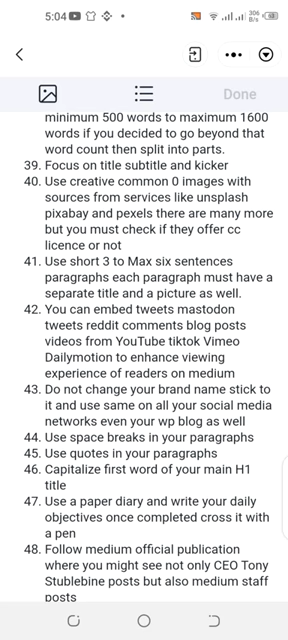 5:04
306 B/s
Done
minimum 500 words to maximum 1600
words if you decided to go beyond that
word count then split into parts.
39. Focus on title subtitle and kicker
40. Use creative common 0 images with
sources from services like unsplash
pixabay and pexels there are many more
but you must check if they offer cc
licence or not
41. Use short 3 to Max six sentences
paragraphs each paragraph must have a
separate title and a picture as well.
42. You can embed tweets mastodon
tweets reddit comments blog posts
videos from YouTube tiktok Vimeo
Dailymotion to enhance viewing
experience of readers on medium
43. Do not change your brand name stick to
it and use same on all your social media
networks even your wp blog as well
44. Use space breaks in your paragraphs
45. Use quotes in your paragraphs
46. Capitalize first word of your main H1
title
47. Use a paper diary and write your daily
objectives once completed cross it with
a pen
48. Follow medium official publication
where you might see not only CEO Tony
Stublebine posts but also medium staff
posts